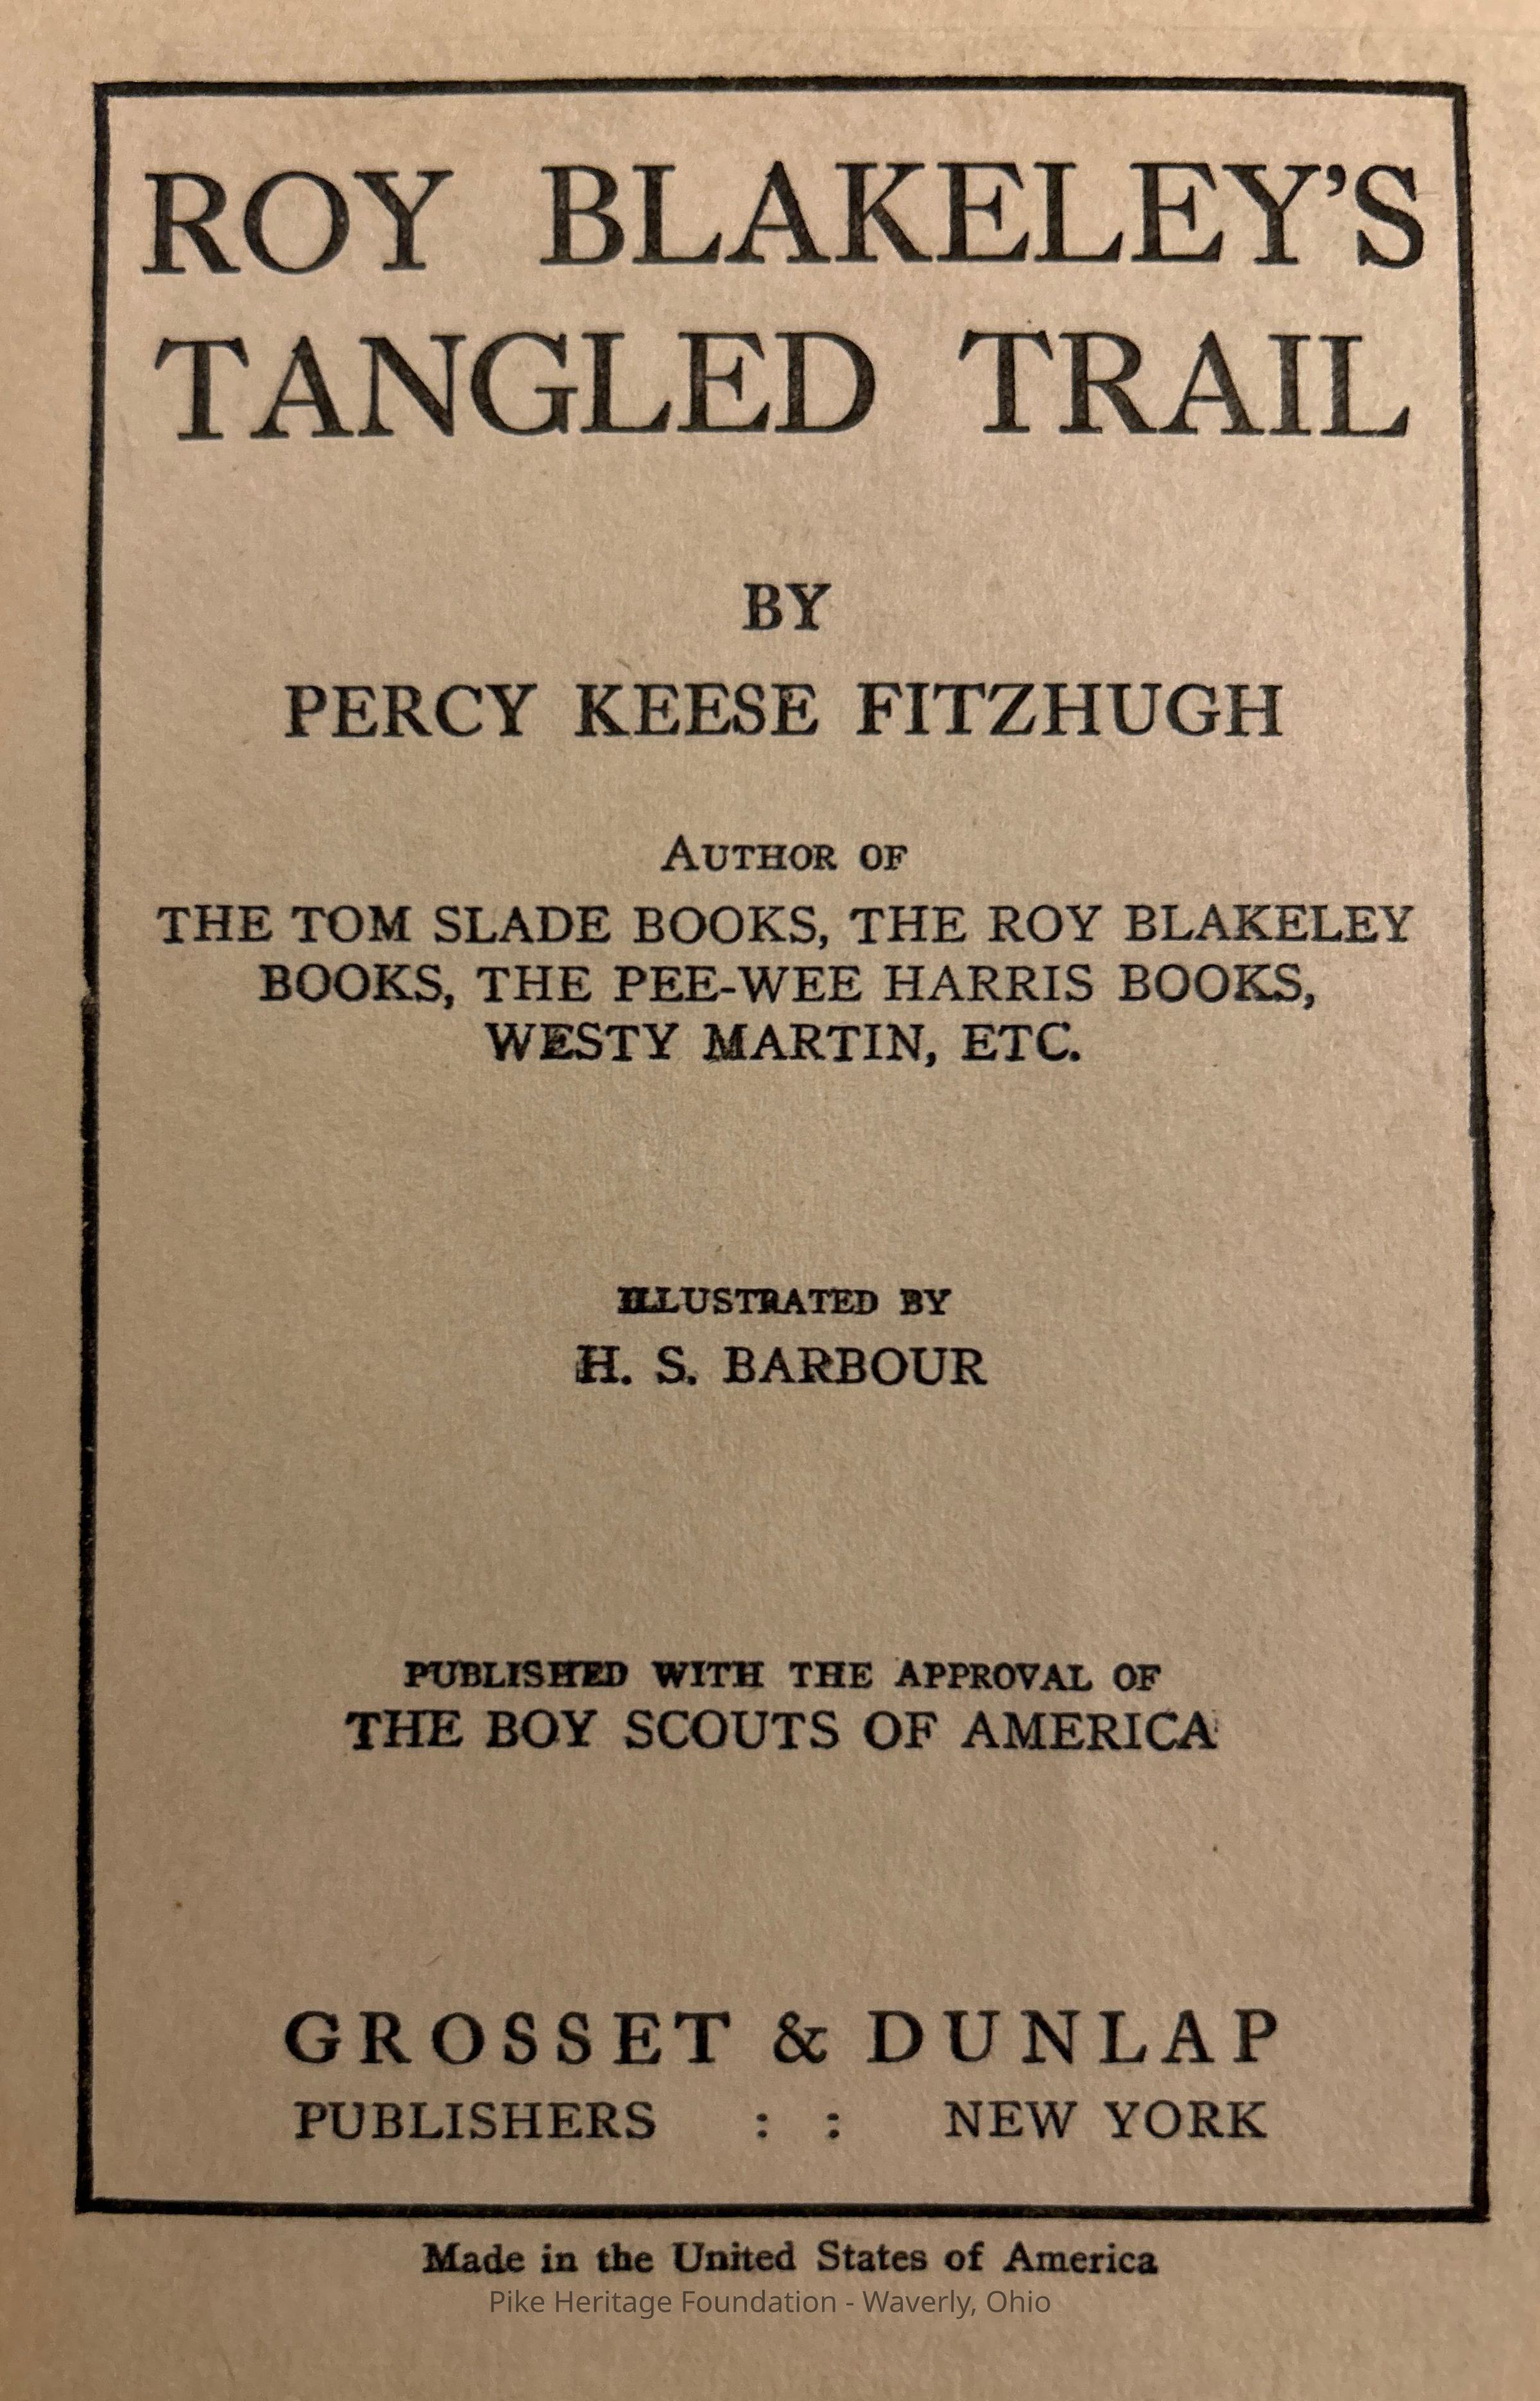 ROY BLAKELEY'S
TANGLED TRAIL
BY
PERCY KEESE FITZHUGH
AUTHOR OF
THE TOM SLADE BOOKS, THE ROY BLAKELEY
BOOKS, THE PEE-WEE HARRIS BOOKS,
WESTY MARTIN, ETC.
ILLUSTRATED BY
H. S. BARBOUR
PUBLISHED WITH THE APPROVAL OF
THE BOY SCOUTS OF AMERICA
GROSSET & DUNLAP
PUBLISHERS : : NEW YORK
Made in the United States of America
Pike Heritage Foundation - Waverly, Ohio